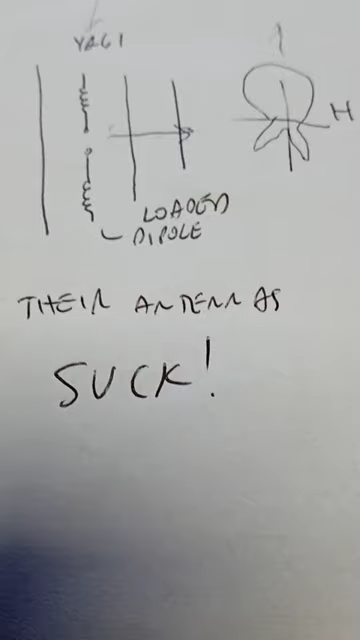 YAGI
H
LOADED
DIPOLE
THEIR ANTENNAS
SUCK!